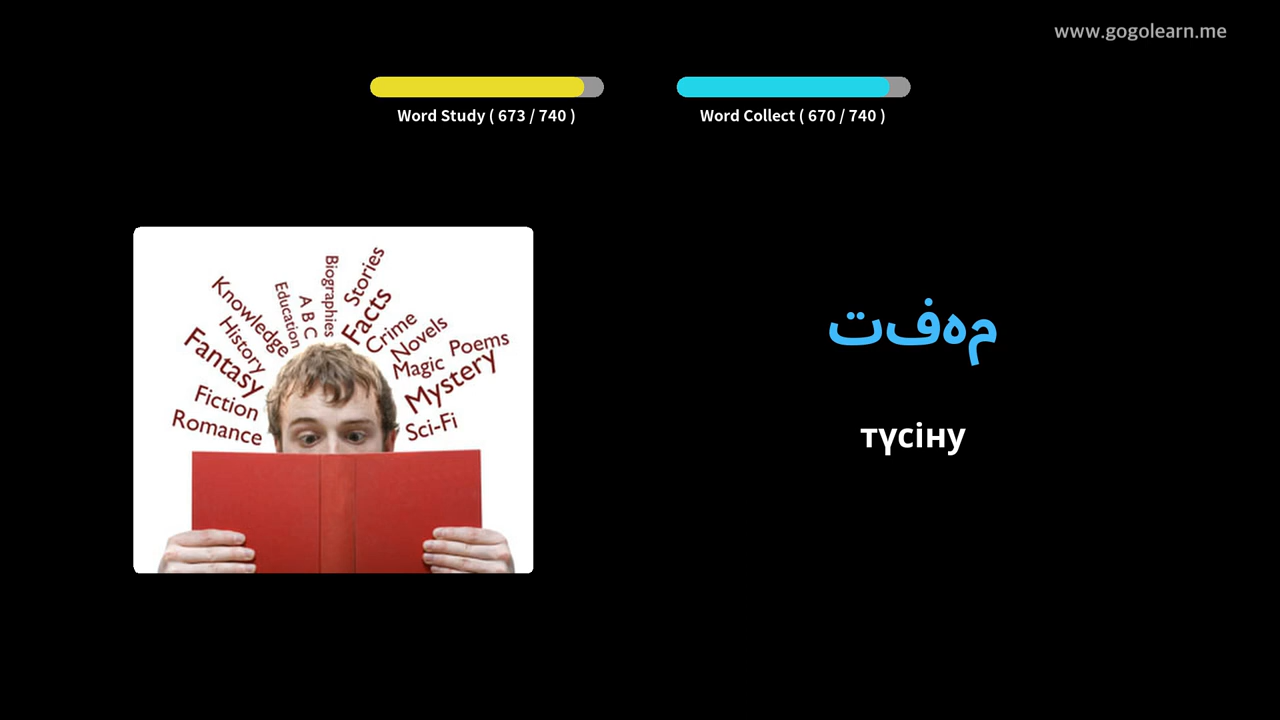 www.gogolearn.me
Word Study ( 673 / 740 )
Word Collect ( 670 / 740 )
Biographies
Stories
Education
A B C
Facts
Knowledge
History
Crime
Novels
Poems
Fantasy
Magic
Mystery
Fiction
Romance
Sci-Fi
مهفت
түсіну